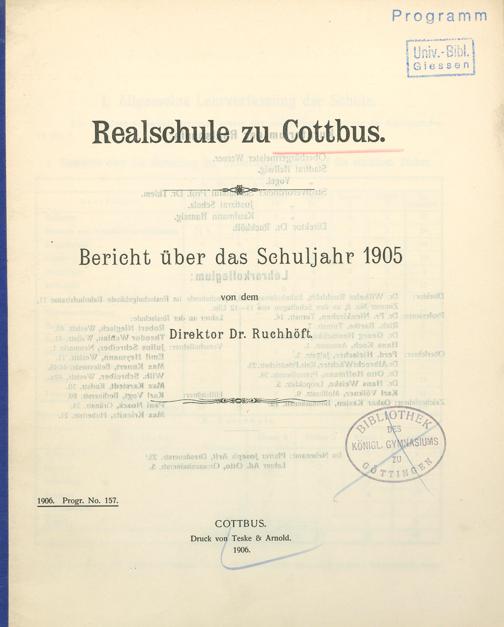 Programm
Univ.-Bibl.
Giessen
Realschule zu Cottbus.
Bericht über das Schuljahr 1905
von dem
Direktor Dr. Ruchhöft.
BIBLIOTHEK
DES
KÖNIGL. GYMNASIUMS
ZU
GÖTTINGEN
1906. Progr. No. 157.
COTTBUS.
Druck von Teske & Arnold.
1906.